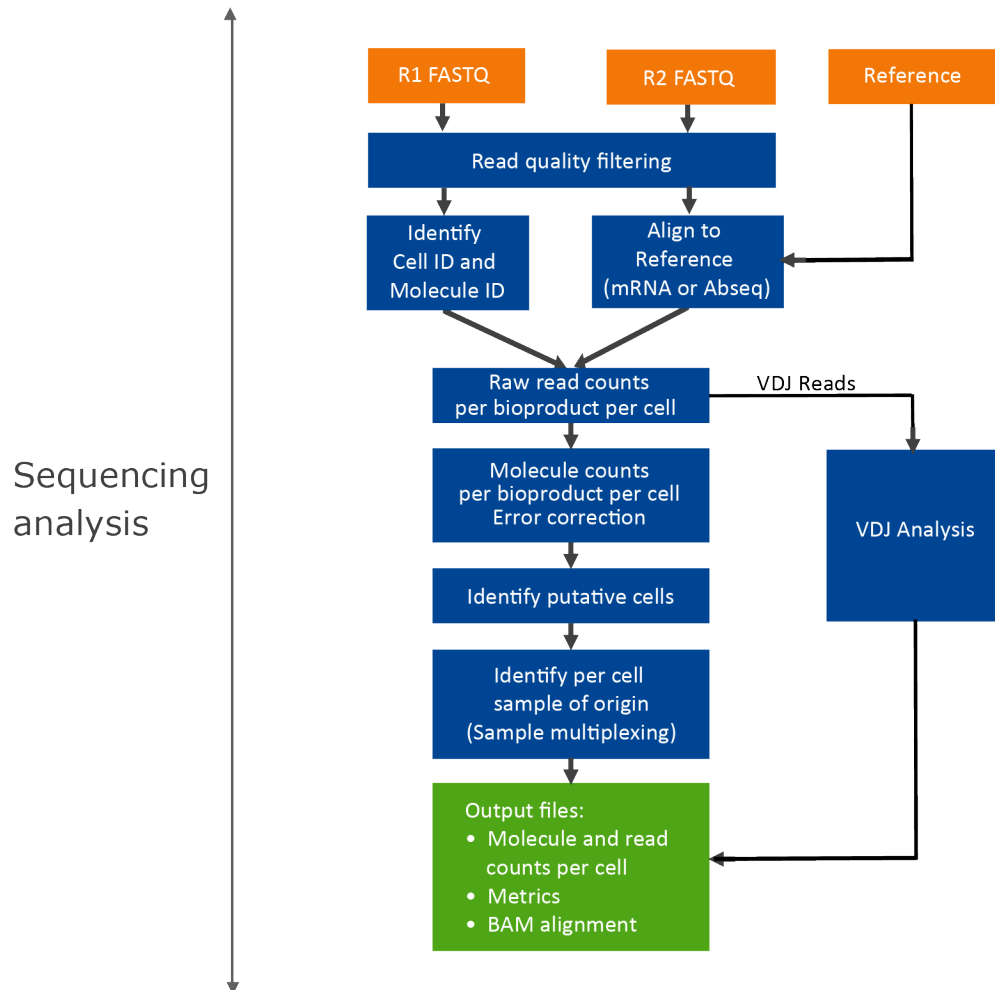 R1 FASTQ
R2 FASTQ
Reference
Read quality filtering
Identify
Cell ID and
Molecule ID
Align to
Reference
(mRNA or Abseq)
Raw read counts
per bioproduct per cell
VDJ Reads
Molecule counts
per bioproduct per cell
Error correction
Sequencing
analysis
VDJ Analysis
Identify putative cells
Identify per cell
sample of origin
(Sample multiplexing)
Output files:
• Molecule and read
counts per cell
• Metrics
• BAM alignment